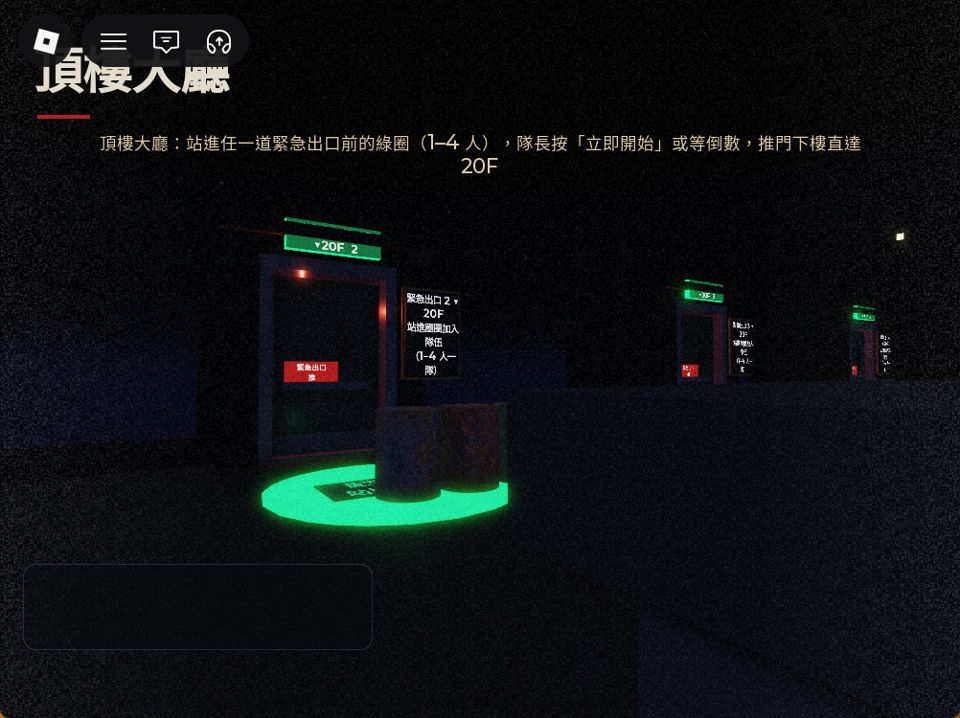 頂樓大廳
頂樓大廳：站進任一道緊急出口前的綠圈（1–4 人），隊長按「立即開始」或等倒數，推門下樓直達
20F
▼20F 2
緊急出口 2 ▼
20F
站進圈圈加入
隊伍
（1–4 人一
隊）
緊急出口
推